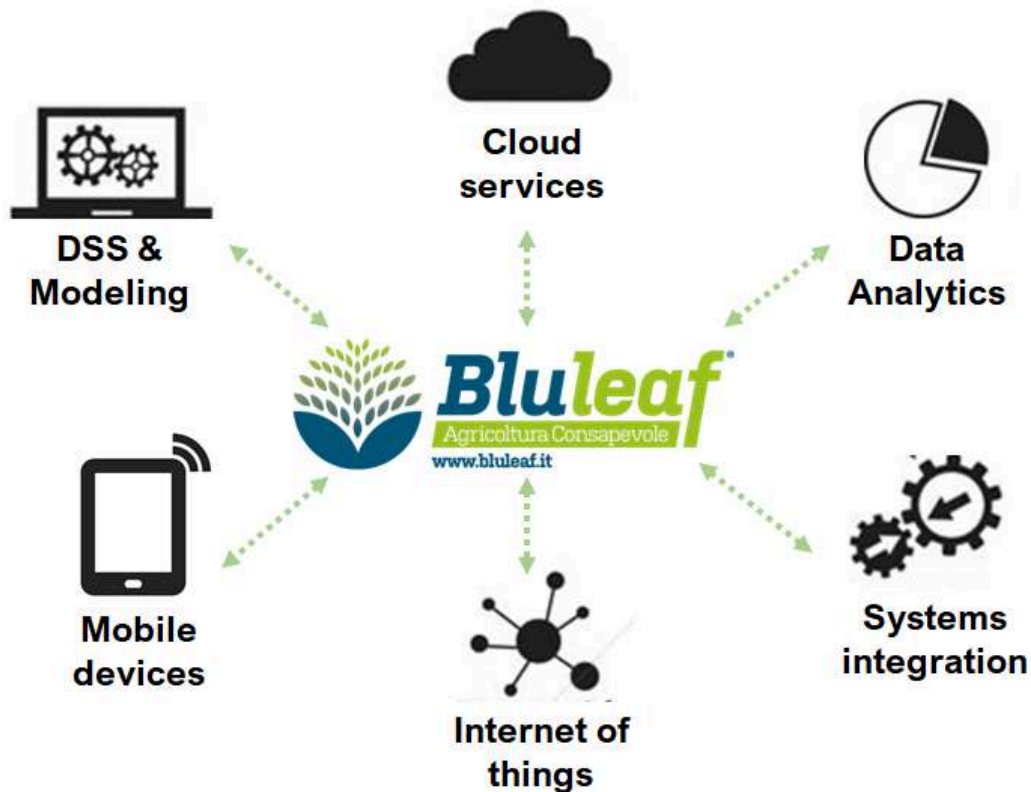 Cloud
services
DSS &
Modeling
Data
Analytics
Bluleaf®
Agricoltura Consapevole
www.bluleaf.it
Mobile
devices
Internet of
things
Systems
integration